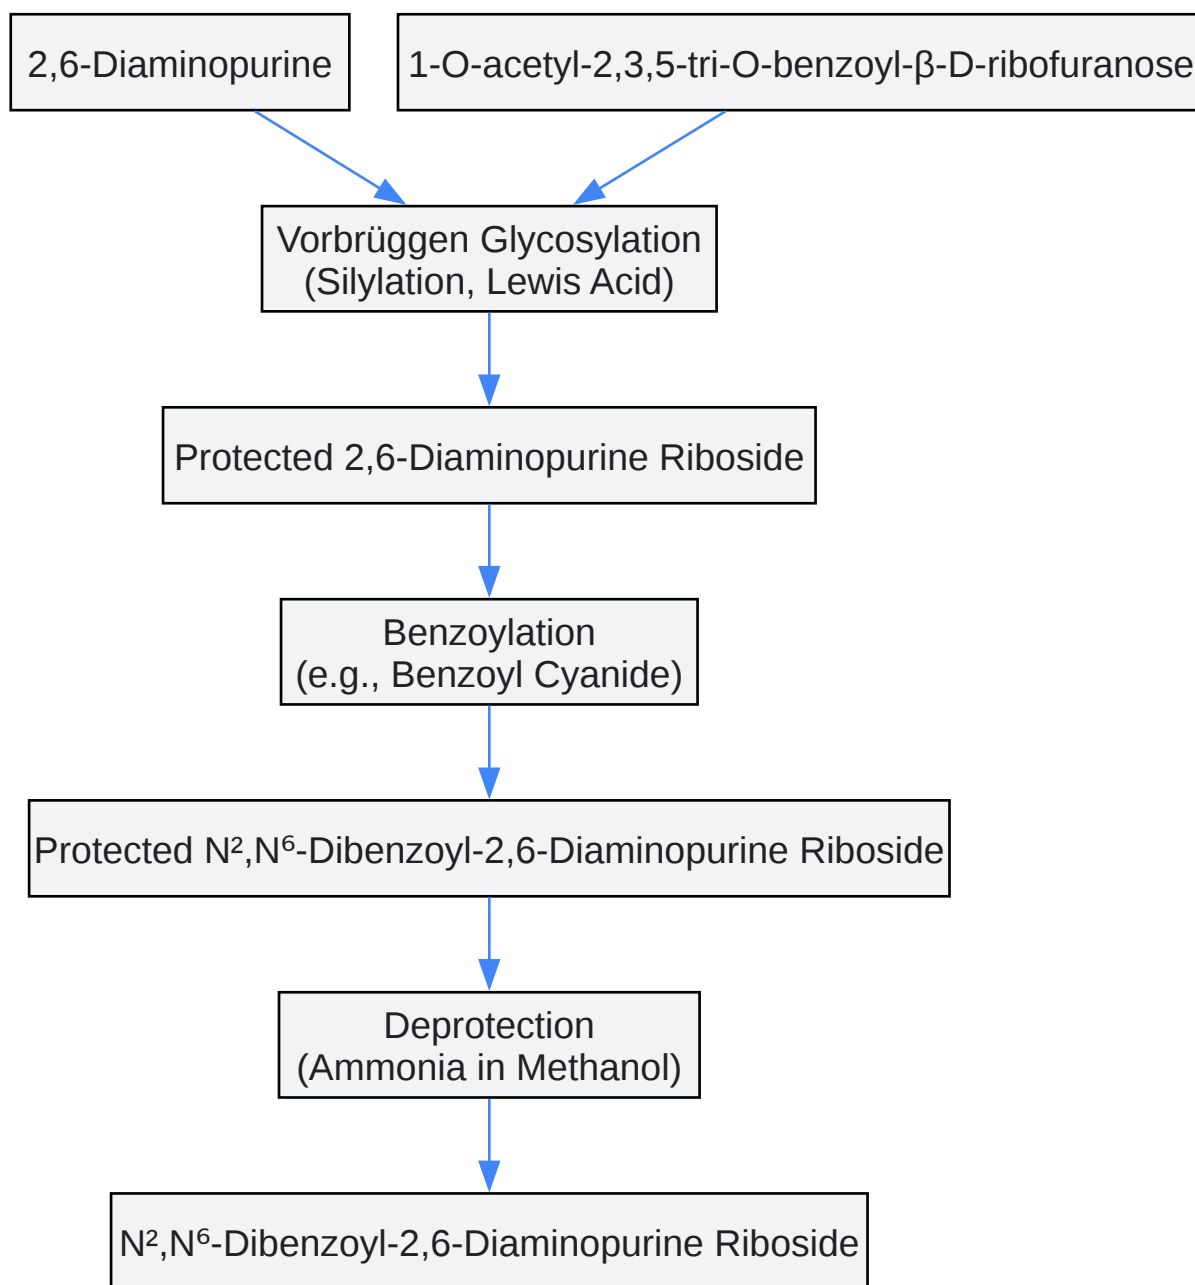 2,6-Diaminopurine
1-O-acetyl-2,3,5-tri-O-benzoyl-β-D-ribofuranose
Vorbrüggen Glycosylation
(Silylation, Lewis Acid)
Protected 2,6-Diaminopurine Riboside
Benzoylation
(e.g., Benzoyl Cyanide)
Protected N²,N⁶-Dibenzoyl-2,6-Diaminopurine Riboside
Deprotection
(Ammonia in Methanol)
N²,N⁶-Dibenzoyl-2,6-Diaminopurine Riboside